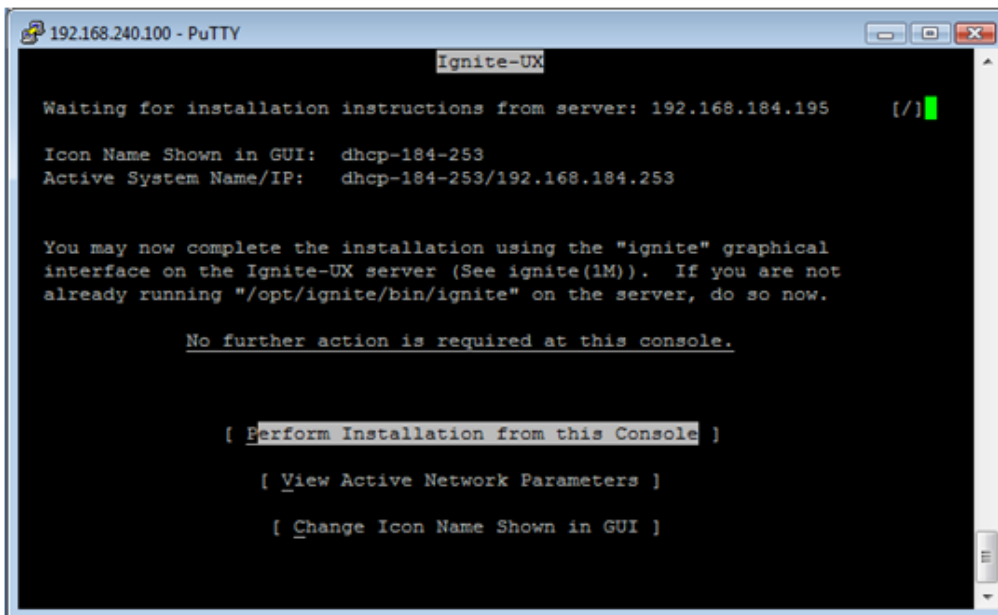 192.168.240.100 - PuTTY
Ignite-UX
Waiting for installation instructions from server: 192.168.184.195 [/]
Icon Name Shown in GUI: dhcp-184-253
Active System Name/IP: dhcp-184-253/192.168.184.253
You may now complete the installation using the "ignite" graphical
interface on the Ignite-UX server (See ignite(1M)). If you are not
already running "/opt/ignite/bin/ignite" on the server, do so now.
No further action is required at this console.
[ Perform Installation from this Console ]
[ View Active Network Parameters ]
[ Change Icon Name Shown in GUI ]